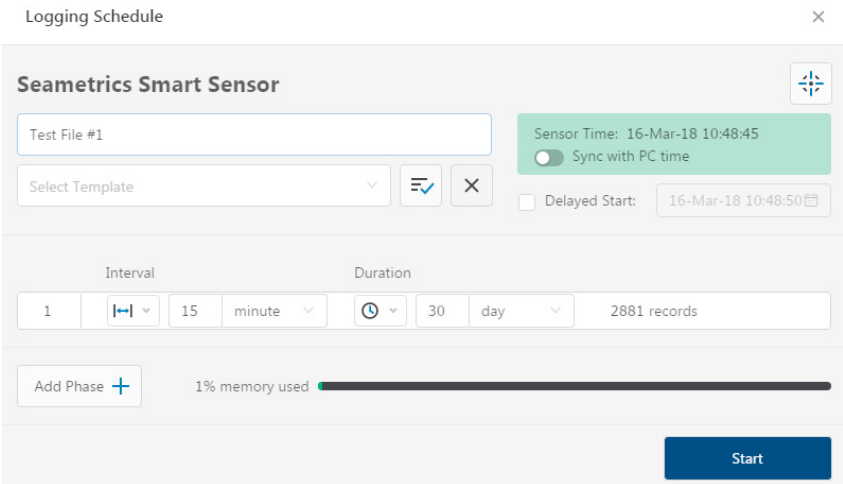 Logging Schedule
Seametrics Smart Sensor
Test File #1
Sensor Time: 16-Mar-18 10:48:45
Sync with PC time
Select Template
Delayed Start: 16-Mar-18 10:48:50
Interval Duration
1 15 minute 30 day 2881 records
Add Phase 1% memory used
Start